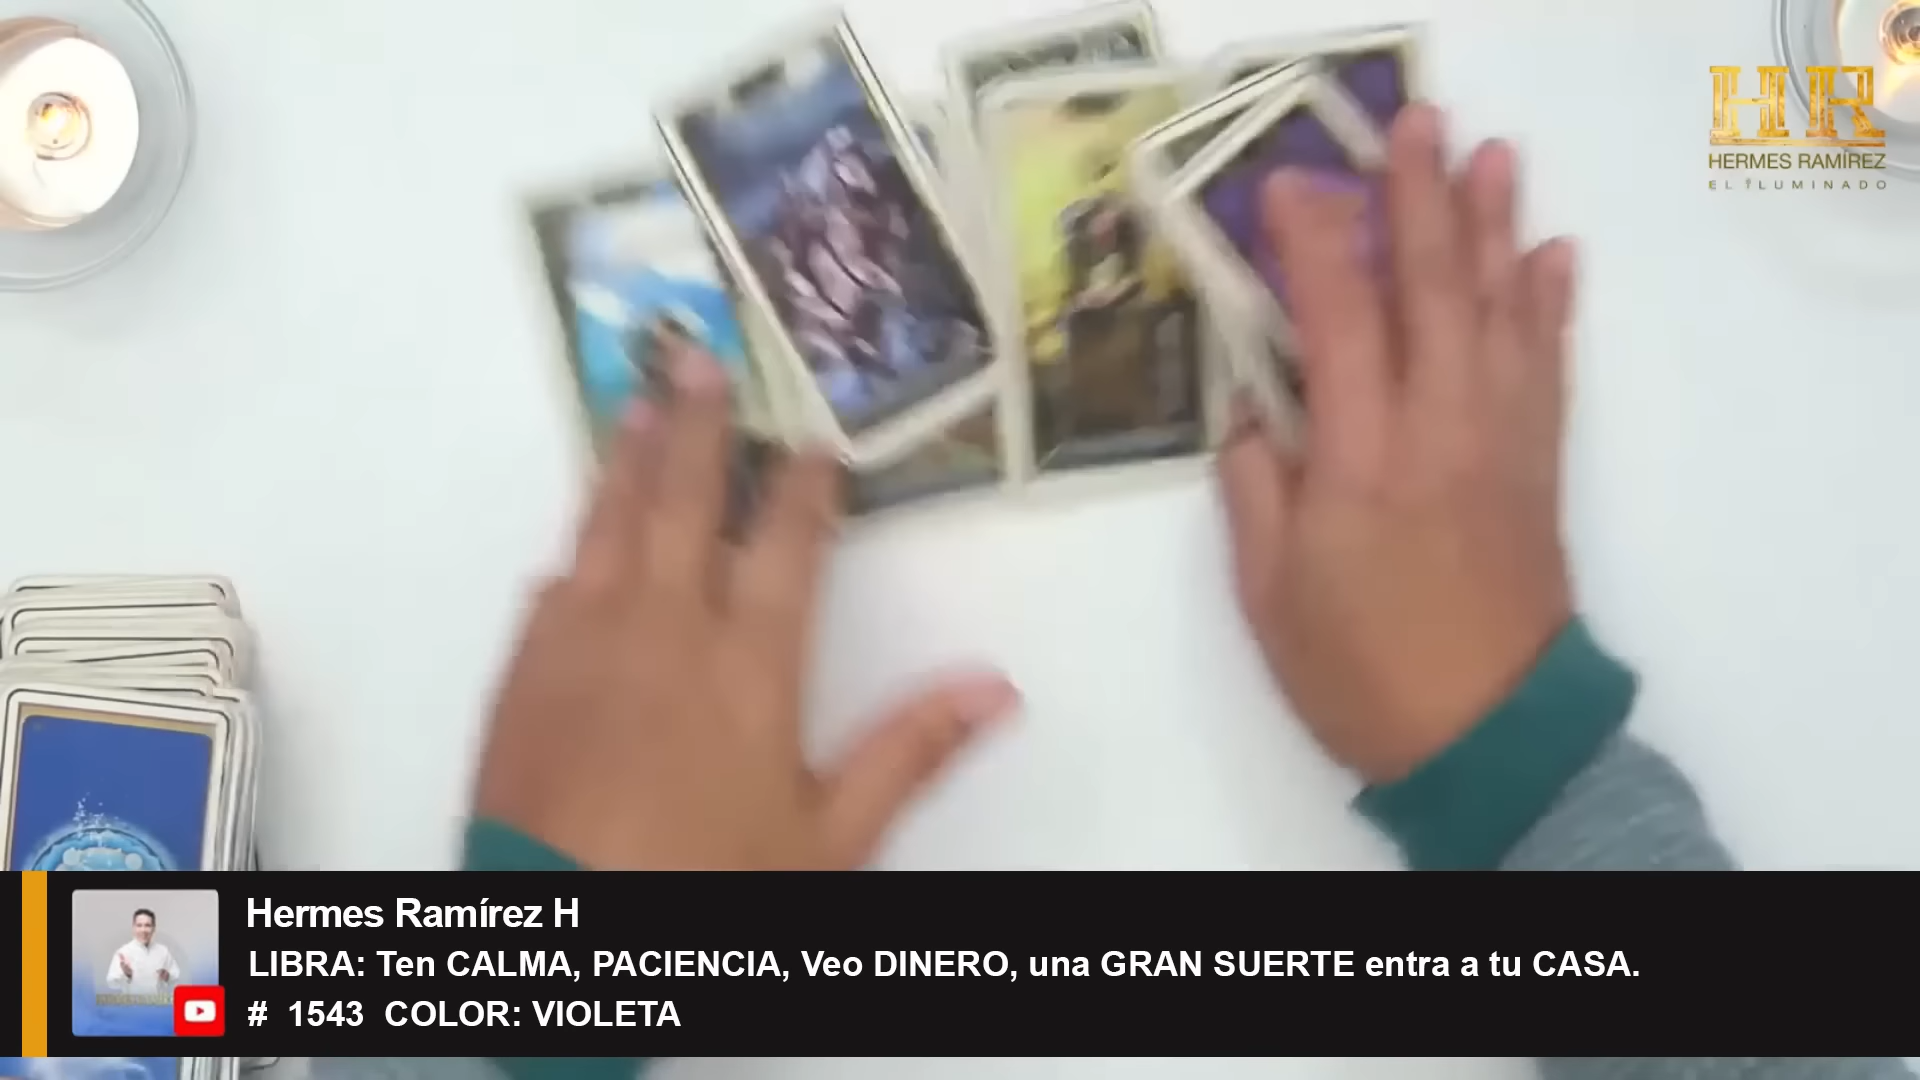 HR
HERMES RAMÍREZ
EL ILUMINADO
Hermes Ramírez H
LIBRA: Ten CALMA, PACIENCIA, Veo DINERO, una GRAN SUERTE entra a tu CASA.
# 1543 COLOR: VIOLETA